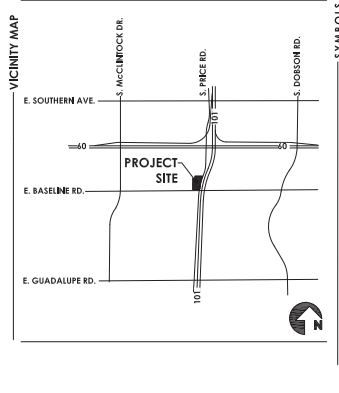 VICINITY MAP
S. McCLINTOCK DR.
S. PRICE RD.
S. DOBSON RD.
E. SOUTHERN AVE.
101
60
60
PROJECT
SITE
E. BASELINE RD.
E. GUADALUPE RD.
101
N
SYMBOLS